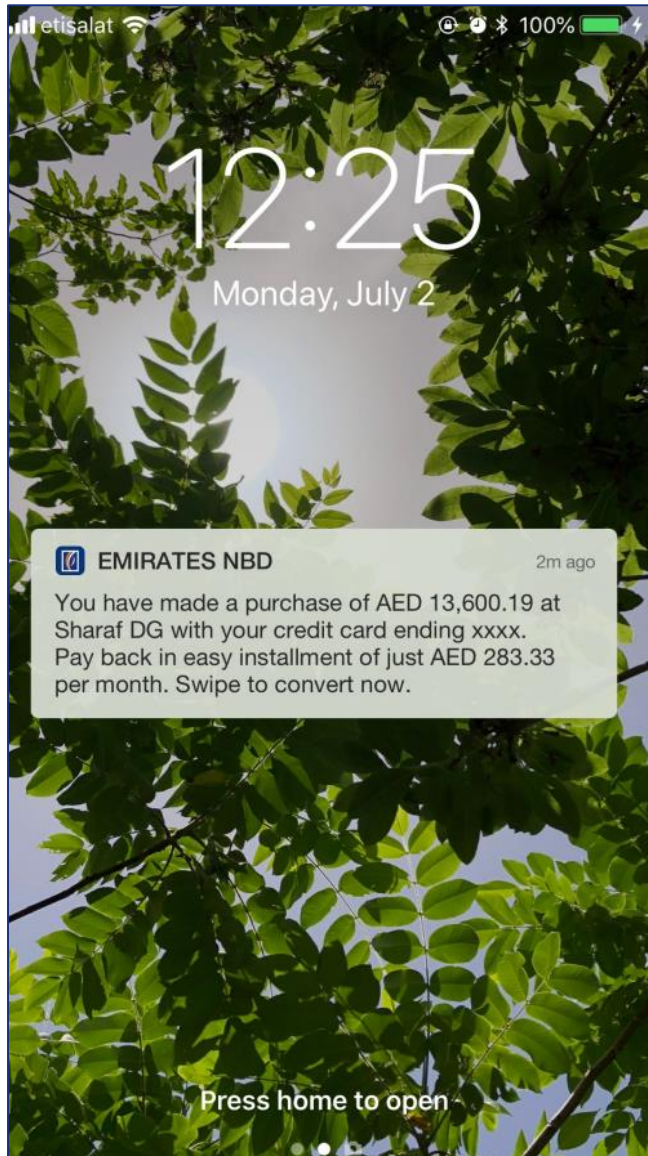 etisalat 100%
12:25
Monday, July 2
EMIRATES NBD 2m ago
You have made a purchase of AED 13,600.19 at
Sharaf DG with your credit card ending xxxx.
Pay back in easy installment of just AED 283.33
per month. Swipe to convert now.
Press home to open